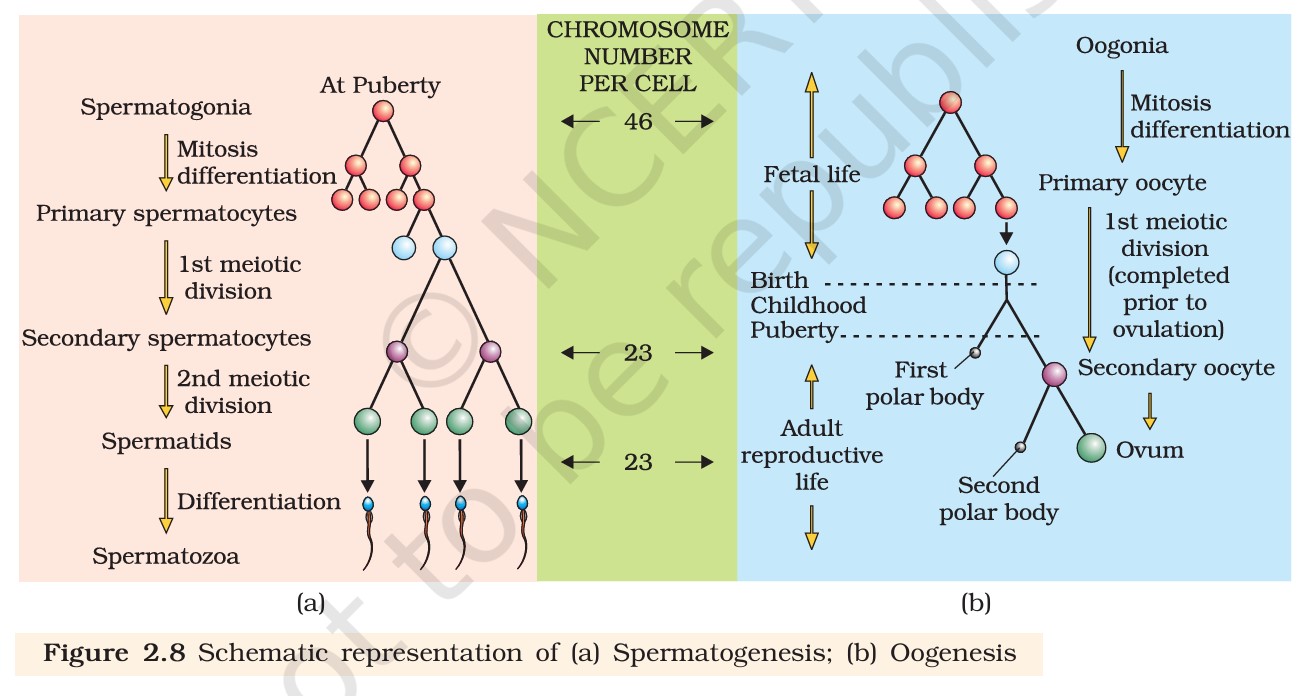 At Puberty
Spermatogonia
Mitosis
differentiation
Primary spermatocytes
1st meiotic
division
Secondary spermatocytes
2nd meiotic
division
Spermatids
Differentiation
Spermatozoa
(a)
CHROMOSOME
NUMBER
PER CELL
46
23
23
Fetal life
Birth
Childhood
Puberty
Adult
reproductive
life
First
polar body
Second
polar body
Oogonia
Mitosis
differentiation
Primary oocyte
1st meiotic
division
(completed
prior to
ovulation)
Secondary oocyte
Ovum
(b)
Figure 2.8 Schematic representation of (a) Spermatogenesis; (b) Oogenesis
© NCERT
not to be republis